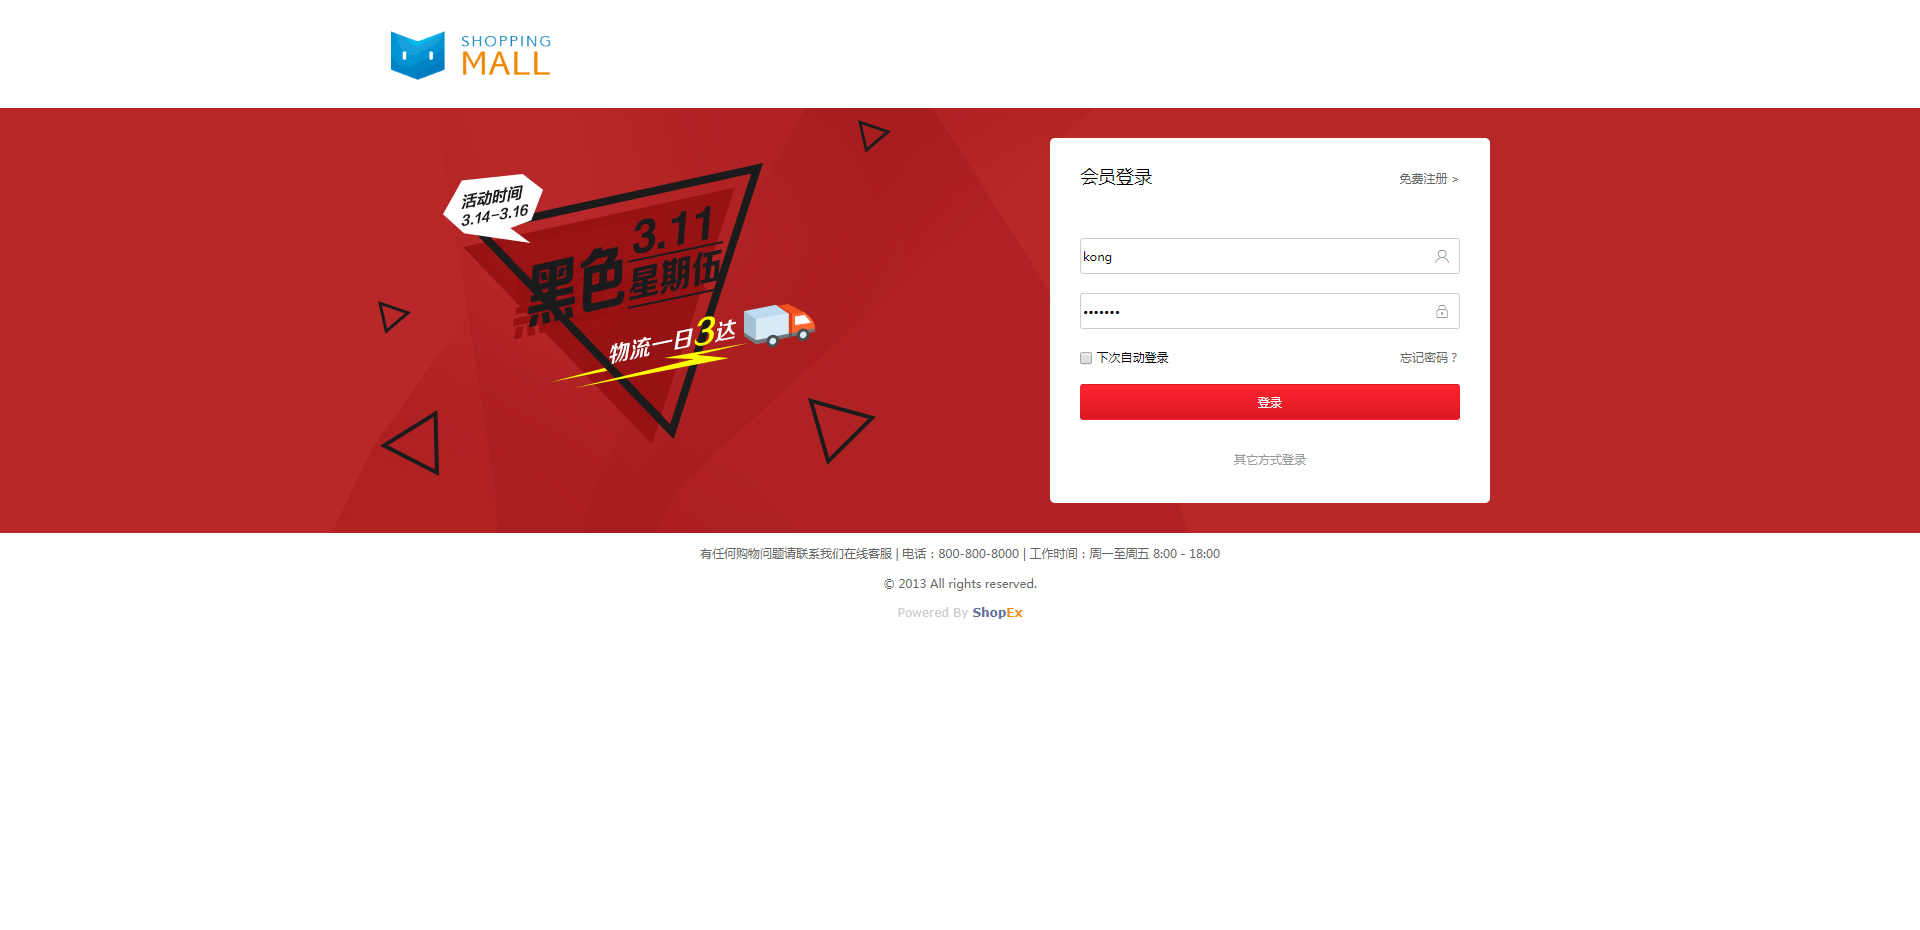 SHOPPING
MALL
活动时间
3.14-3.16
3.11
黑色
星期伍
物流一日3达
会员登录
免费注册 >
kong
•••••••
下次自动登录
忘记密码？
登录
其它方式登录
有任何购物问题请联系我们在线客服 | 电话：800-800-8000 | 工作时间：周一至周五 8:00 - 18:00
© 2013 All rights reserved.
Powered By ShopEx